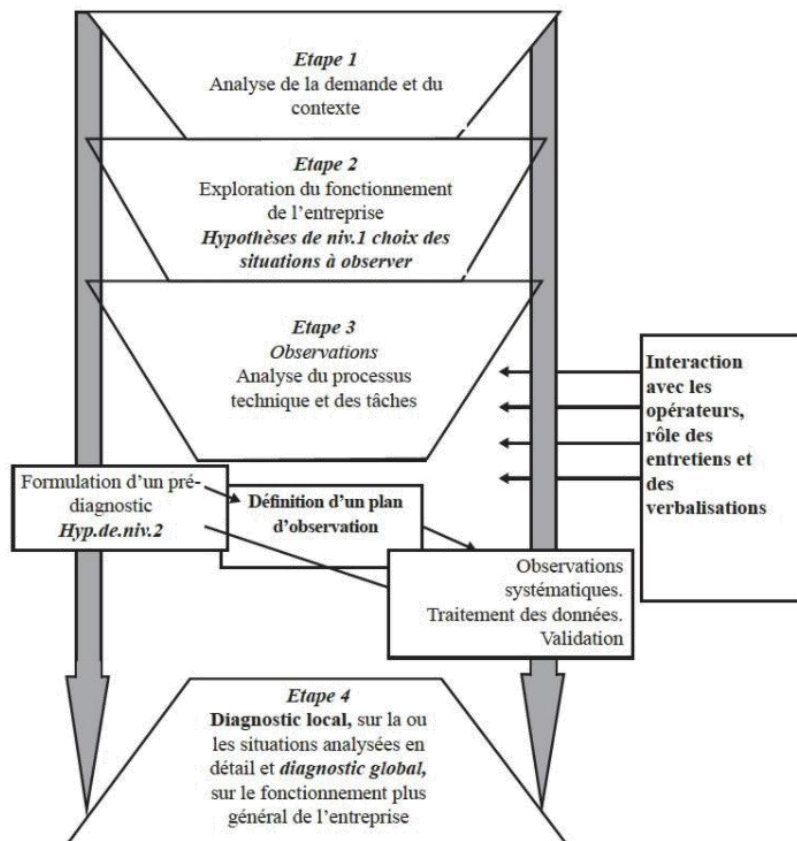 Etape 1
Analyse de la demande et du
contexte
Etape 2
Exploration du fonctionnement
de l’entreprise
Hypothèses de niv.1 choix des
situations à observer
Etape 3
Observations
Analyse du processus
technique et des tâches
Interaction
avec les
opérateurs,
rôle des
entretiens et
des
verbalisations
Formulation d’un pré-
diagnostic
Hyp.de.niv.2
Définition d’un plan
d’observation
Observations
systématiques.
Traitement des données.
Validation
Etape 4
Diagnostic local, sur la ou
les situations analysées en
détail et diagnostic global,
sur le fonctionnement plus
général de l’entreprise